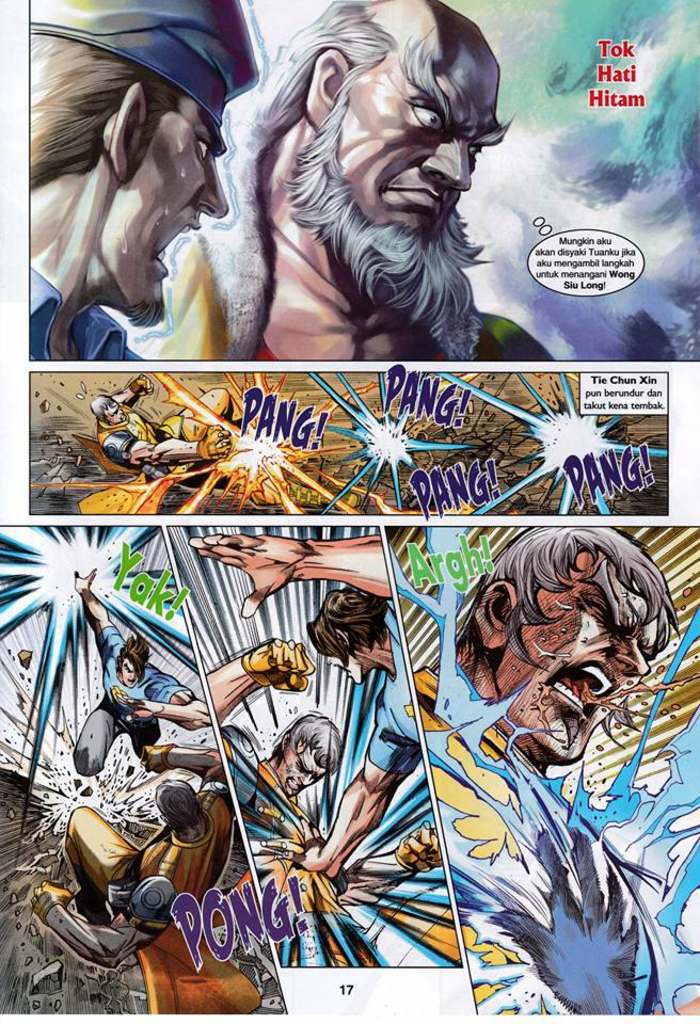 Tok
Hati
Hitam
Mungkin aku
akan disyaki Tuanku jika
aku mengambil langkah
untuk menangani Wong
Siu Long!
Tie Chun Xin
pun berundur dan
takut kena tembak.
PANG!
PANG!
PANG!
PANG!
Yak!
PONG!
Argh!
17